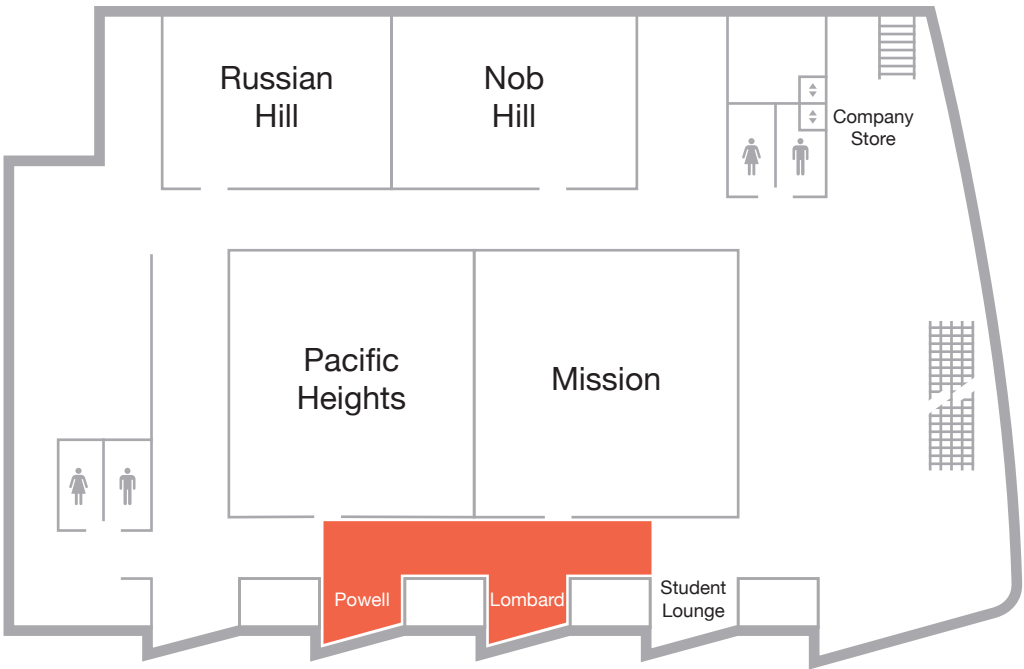 Russian
Hill
Nob
Hill
Company
Store
Pacific
Heights
Mission
Powell
Lombard
Student
Lounge